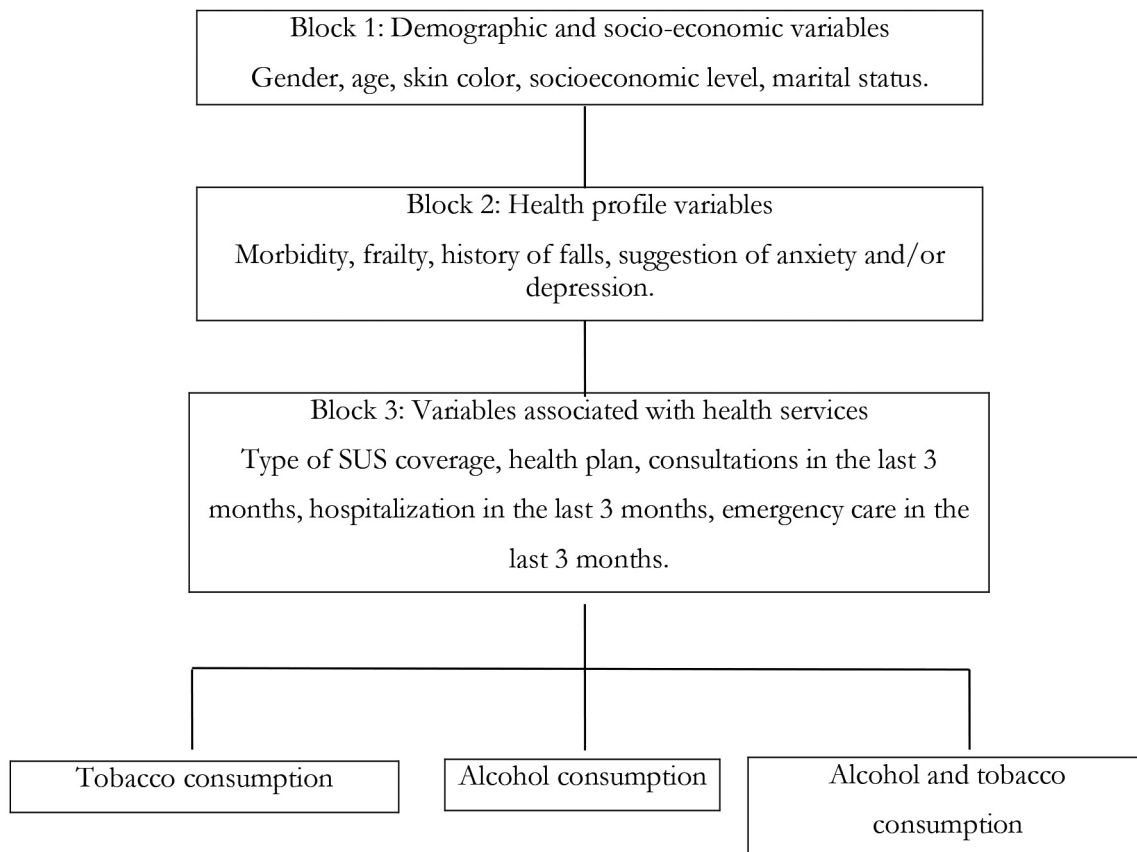 Block 1: Demographic and socio-economic variables
Gender, age, skin color, socioeconomic level, marital status.
Block 2: Health profile variables
Morbidity, frailty, history of falls, suggestion of anxiety and/or
depression.
Block 3: Variables associated with health services
Type of SUS coverage, health plan, consultations in the last 3
months, hospitalization in the last 3 months, emergency care in the
last 3 months.
Tobacco consumption
Alcohol consumption
Alcohol and tobacco
consumption